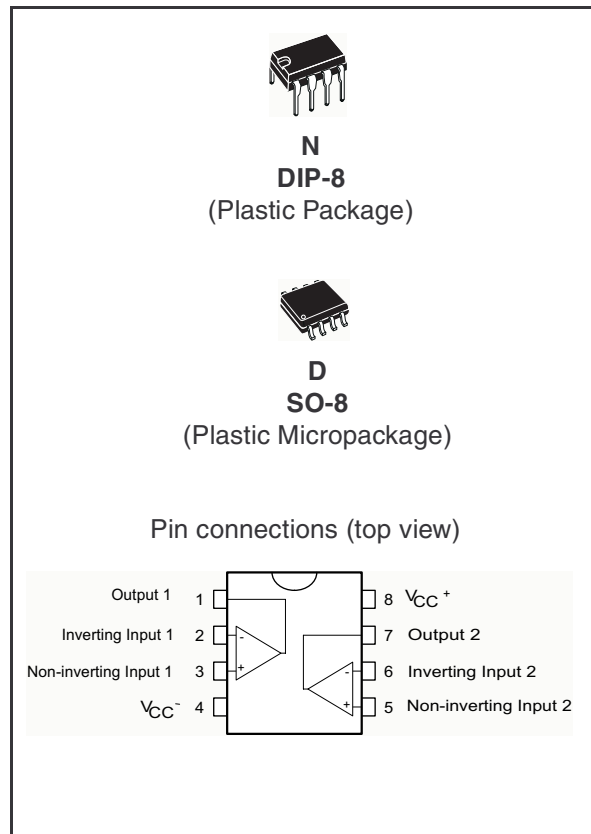 N
DIP-8
(Plastic Package)
D
SO-8
(Plastic Micropackage)
Pin connections (top view)
Output 1 1 8 VCC +
Inverting Input 1 2 - 7 Output 2
Non-inverting Input 1 3 + - 6 Inverting Input 2
VCC - 4 + 5 Non-inverting Input 2